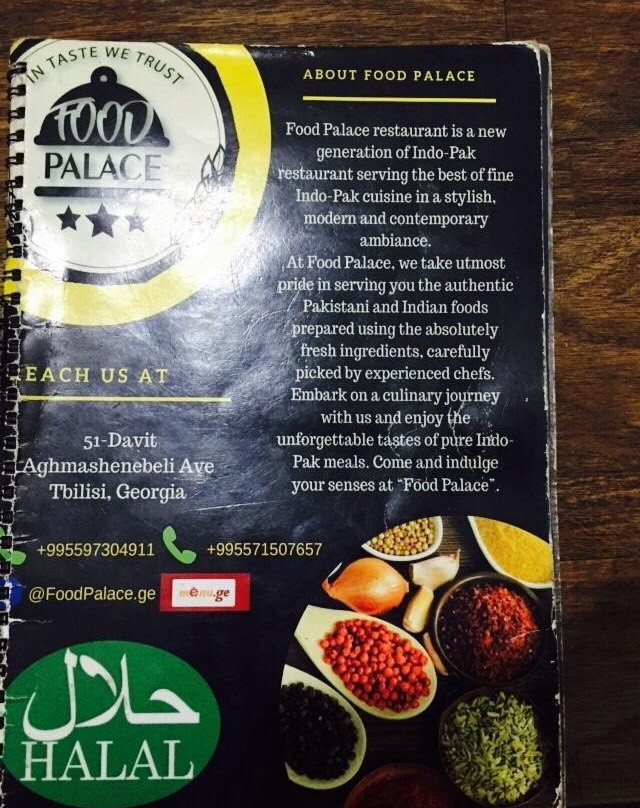 IN TASTE WE TRUST
FOOD
PALACE
EACH US AT
51-Davit
Aghmashenebeli Ave
Tbilisi, Georgia
+995597304911 +995571507657
@FoodPalace.ge menu.ge
حلال
HALAL
ABOUT FOOD PALACE
Food Palace restaurant is a new
generation of Indo-Pak
restaurant serving the best of fine
Indo-Pak cuisine in a stylish,
modern and contemporary
ambiance.
At Food Palace, we take utmost
pride in serving you the authentic
Pakistani and Indian foods
prepared using the absolutely
fresh ingredients, carefully
picked by experienced chefs.
Embark on a culinary journey
with us and enjoy the
unforgettable tastes of pure Indo-
Pak meals. Come and indulge
your senses at “Food Palace”.